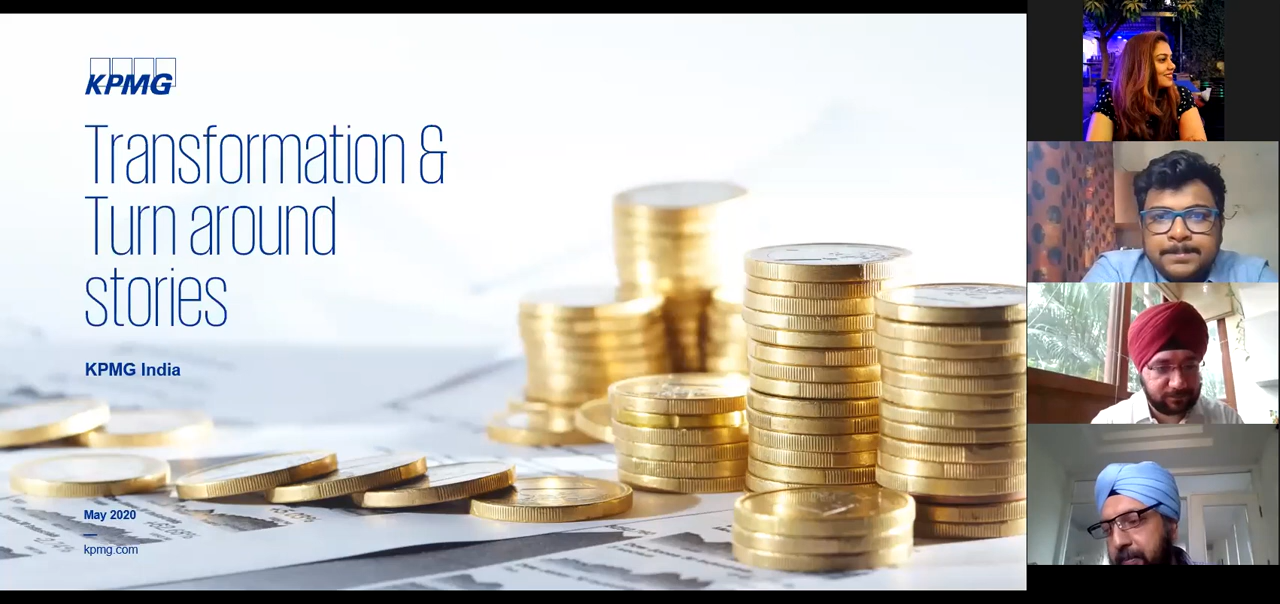 KPMG
Transformation &
Turn around
stories
KPMG India
May 2020
kpmg.com